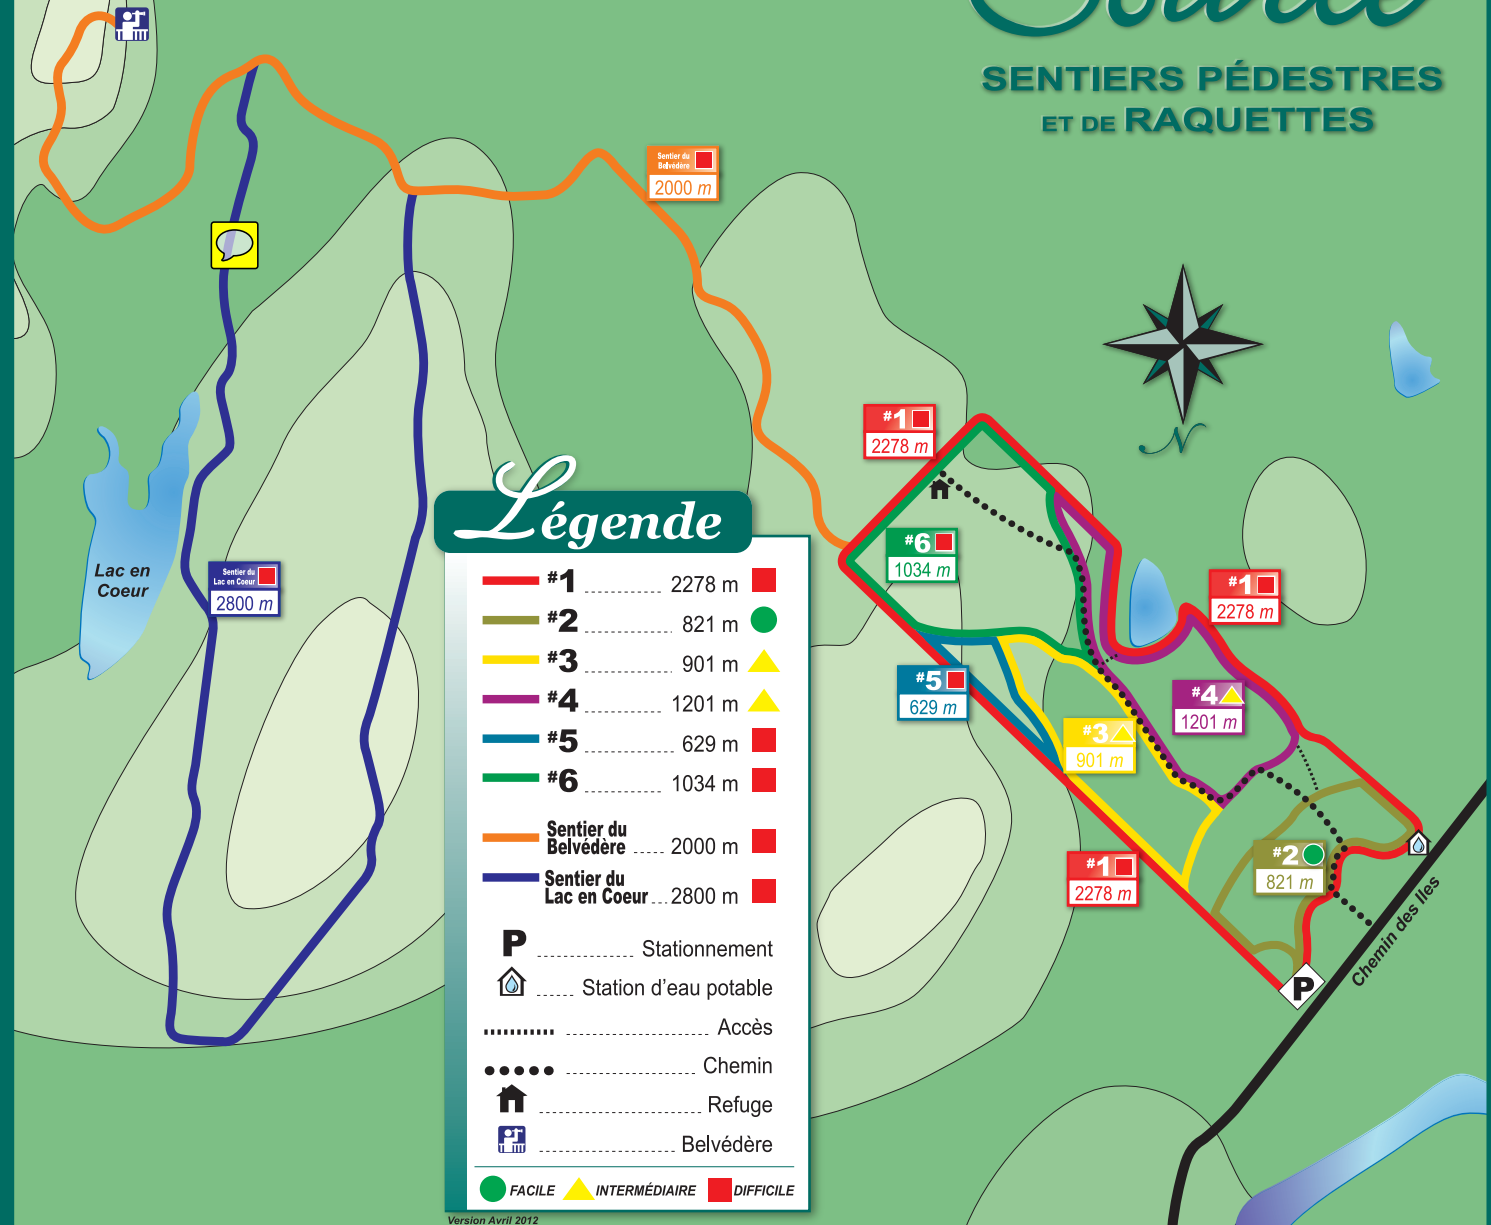 SENTIERS PÉDESTRES
ET DE RAQUETTES
Sentier du
Belvédère
2000 m
N
#1
2278 m
#6
1034 m
Lac en
Coeur
Sentier du
Lac en Coeur
2800 m
#1
2278 m
#5
629 m
#4
1201 m
#3
901 m
#2
821 m
#1
2278 m
P
Chemin des Iles
Légende
#1 2278 m
#2 821 m
#3 901 m
#4 1201 m
#5 629 m
#6 1034 m
Sentier du
Belvédère 2000 m
Sentier du
Lac en Coeur 2800 m
P Stationnement
Station d'eau potable
Accès
Chemin
Refuge
Belvédère
FACILE INTERMÉDIAIRE DIFFICILE
Version Avril 2012